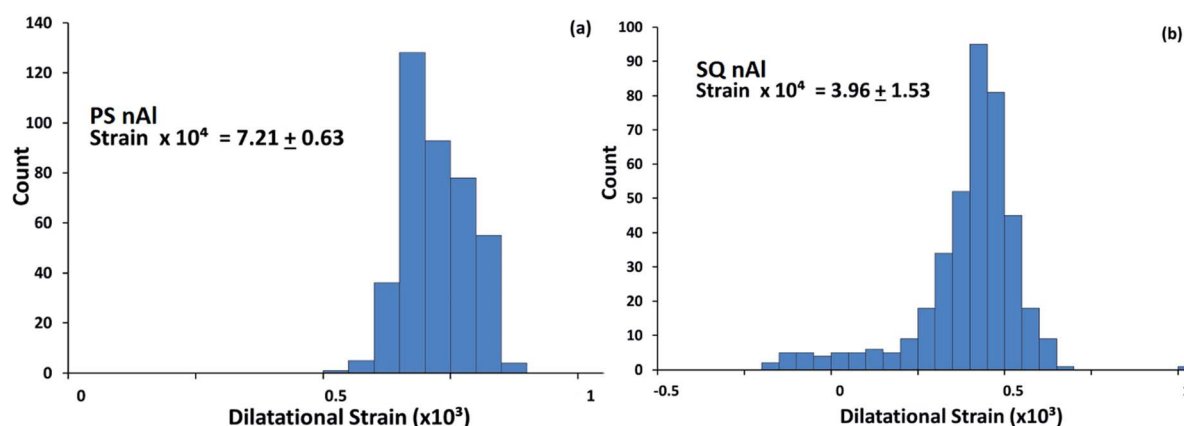 (a)
PS nAl
Strain x 10⁴ = 7.21 ± 0.63
Count
140
120
100
80
60
40
20
0
0
0.5
1
Dilatational Strain (x10³)
(b)
SQ nAl
Strain x 10⁴ = 3.96 ± 1.53
Count
100
90
80
70
60
50
40
30
20
10
0
-0.5
0
0.5
Dilatational Strain (x10³)